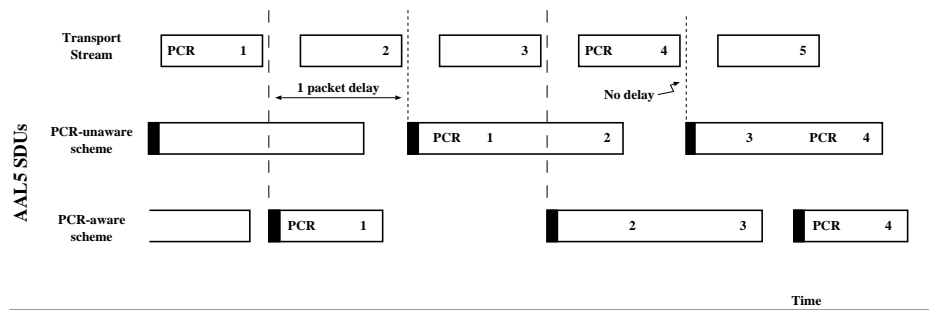 Transport
Stream
PCR 1
2
3
PCR 4
5
1 packet delay
No delay
AAL5 SDUs
PCR-unaware
scheme
PCR 1 2
3 PCR 4
PCR-aware
scheme
PCR 1
2 3
PCR 4
Time